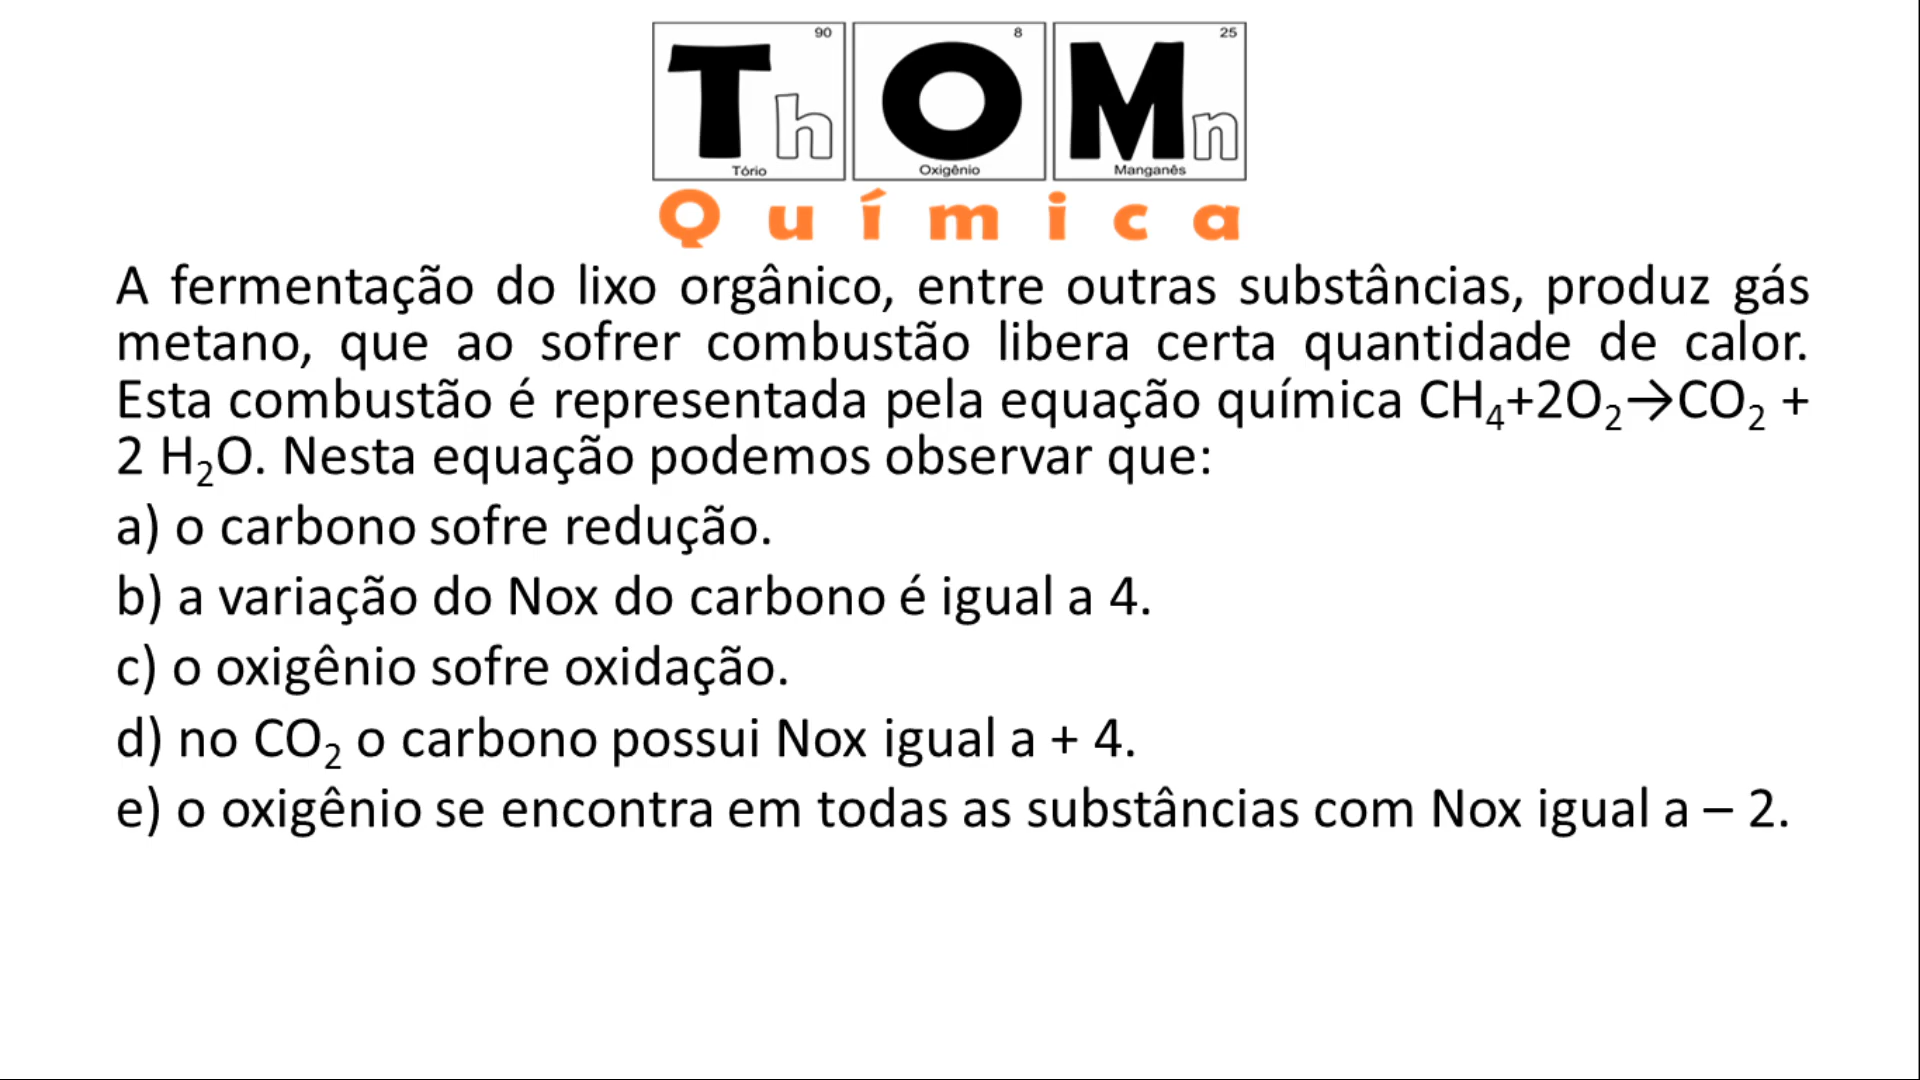 90 8 25
Th O Mn
Tório Oxigênio Manganês
Química
A fermentação do lixo orgânico, entre outras substâncias, produz gás
metano, que ao sofrer combustão libera certa quantidade de calor.
Esta combustão é representada pela equação química CH₄+2O₂→CO₂ +
2 H₂O. Nesta equação podemos observar que:
a) o carbono sofre redução.
b) a variação do Nox do carbono é igual a 4.
c) o oxigênio sofre oxidação.
d) no CO₂ o carbono possui Nox igual a + 4.
e) o oxigênio se encontra em todas as substâncias com Nox igual a – 2.